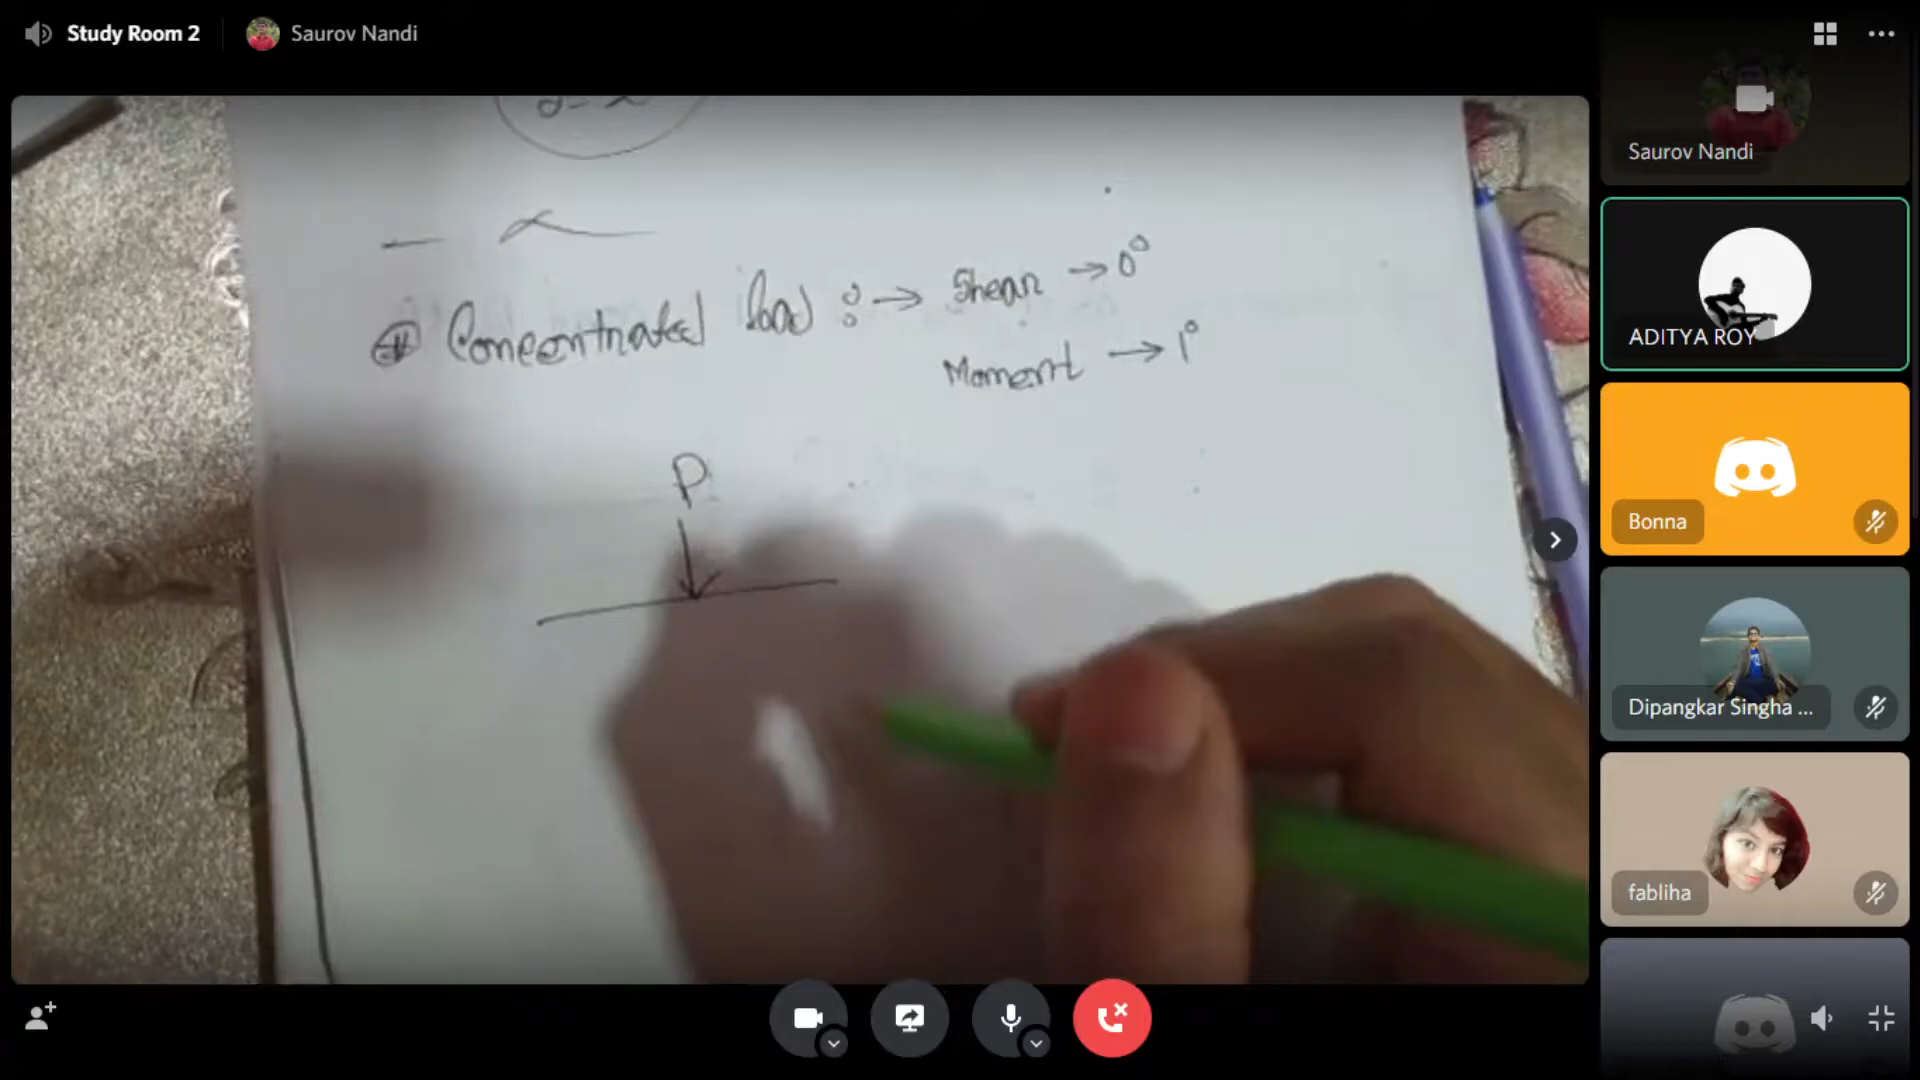 Study Room 2
Saurov Nandi
Saurov Nandi
ADITYA ROY
Bonna
Dipangkar Singha ...
fabliha
Concentrated load : → Shear → 0°
Moment → 1°
P